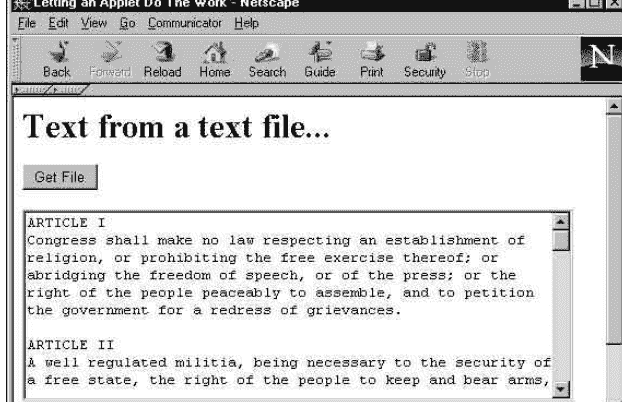 Letting an Applet Do The Work - Netscape
File Edit View Go Communicator Help
Back Forward Reload Home Search Guide Print Security Stop
N
Text from a text file...
Get File
ARTICLE I
Congress shall make no law respecting an establishment of
religion, or prohibiting the free exercise thereof; or
abridging the freedom of speech, or of the press; or the
right of the people peaceably to assemble, and to petition
the government for a redress of grievances.
ARTICLE II
A well regulated militia, being necessary to the security of
a free state, the right of the people to keep and bear arms,